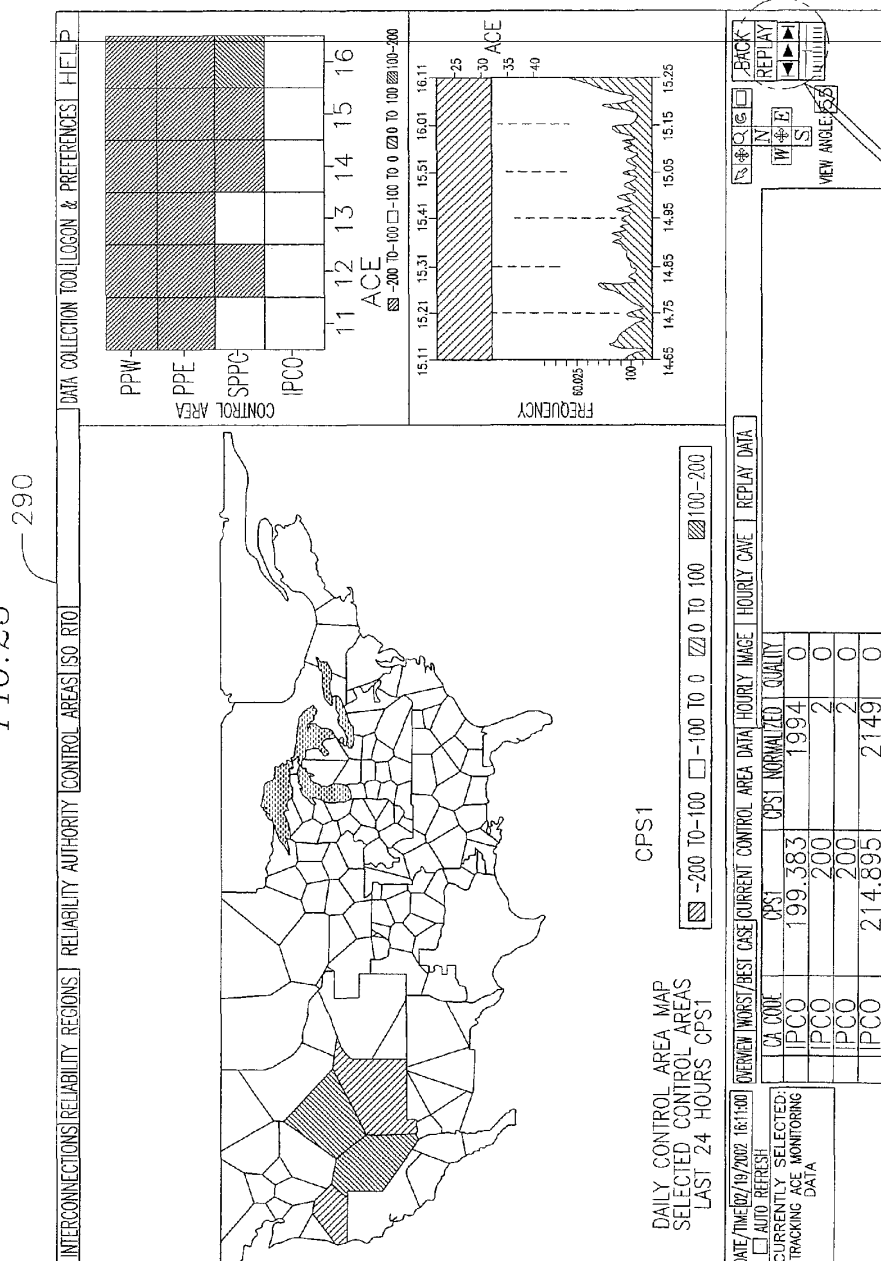 290
INTERCONNECTIONS RELIABILITY REGIONS RELIABILITY AUTHORITY CONTROL AREAS ISO RTO DATA COLLECTION TOOL LOGON & PREFERENCES HELP
CONTROL AREA
PPW
PPE
SPPC
IPCO
11 12 13 14 15 16
ACE
-200 TO-100 -100 TO 0 0 TO 100 100-200
15.11 15.21 15.31 15.41 15.51 16.01 16.11
FREQUENCY
60.025
100
-25
-30
-35
-40
ACE
14.65 14.75 14.85 14.95 15.05 15.15 15.25
CPS1
DAILY CONTROL AREA MAP
SELECTED CONTROL AREAS
LAST 24 HOURS CPS1
-200 TO-100 -100 TO 0 0 TO 100 100-200
DATE/TIME 02/19/2002 16:11:00
AUTO REFRESH
CURRENTLY SELECTED:
TRACKING ACE MONITORING
DATA
OVERVIEW WORST/BEST CASE CURRENT CONTROL AREA DATA HOURLY IMAGE HOURLY CAVE REPLAY DATA
CA CODE CPS1 CPS1 NORMALIZED QUALITY
IPCO 199.383 1994 0
IPCO 200 2 0
IPCO 200 2 0
IPCO 214.895 2149 0
N
W E
S
VIEW ANGLE: 55
BACK
REPLAY